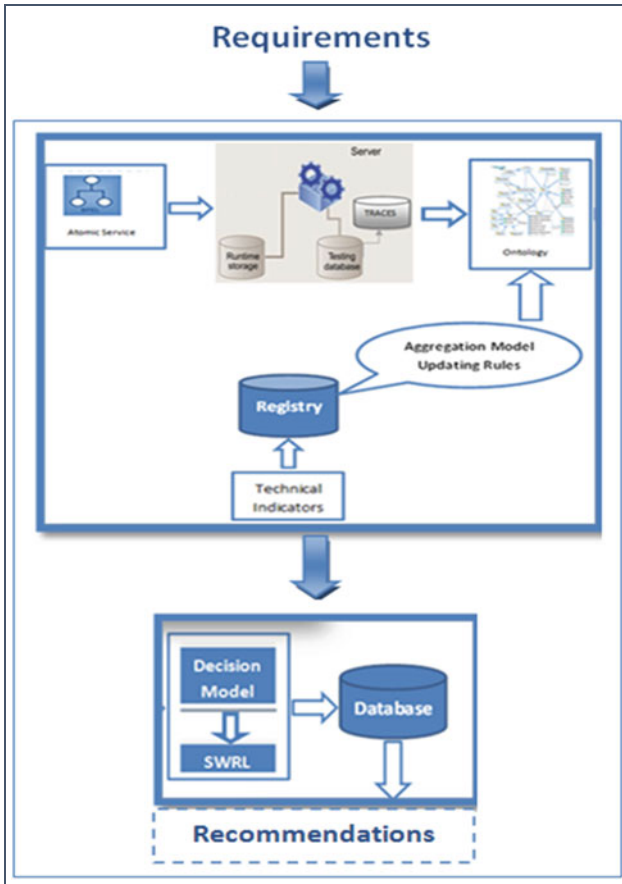 Requirements
Server
Atomic Service
TRACES
Runtime
storage
Testing
database
Ontology
Aggregation Model
Updating Rules
Registry
Technical
Indicators
Decision
Model
SWRL
Database
Recommendations